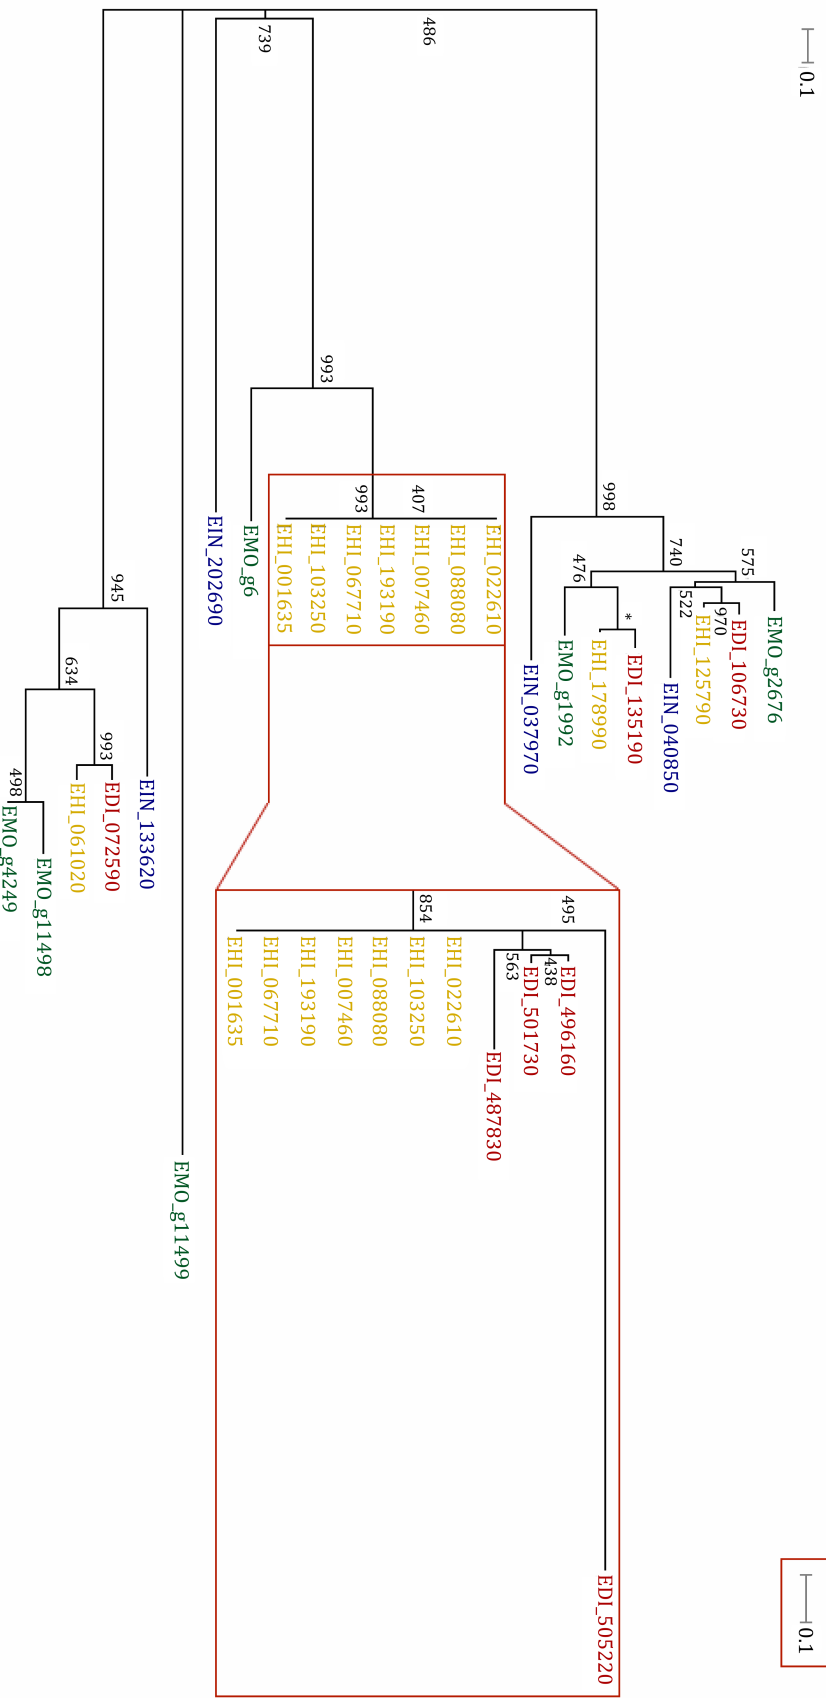 0.1
EMO_g2676
575
EDI_106730
970
EHI_125790
522
EIN_040850
740
EDI_135190
*
EHI_178990
476
EMO_g1992
998
EIN_037970
486
EHI_022610
EHI_088080
EHI_007460
407
EHI_193190
993
EHI_067710
EHI_103250
EHI_001635
993
EMO_g6
739
EIN_202690
EMO_g11499
EIN_133620
945
EDI_072590
993
EHI_061020
634
EMO_g11498
498
EMO_g4249
0.1
EDI_505220
495
EDI_496160
438
EDI_501730
563
EDI_487830
EHI_022610
854
EHI_103250
EHI_088080
EHI_007460
EHI_193190
EHI_067710
EHI_001635